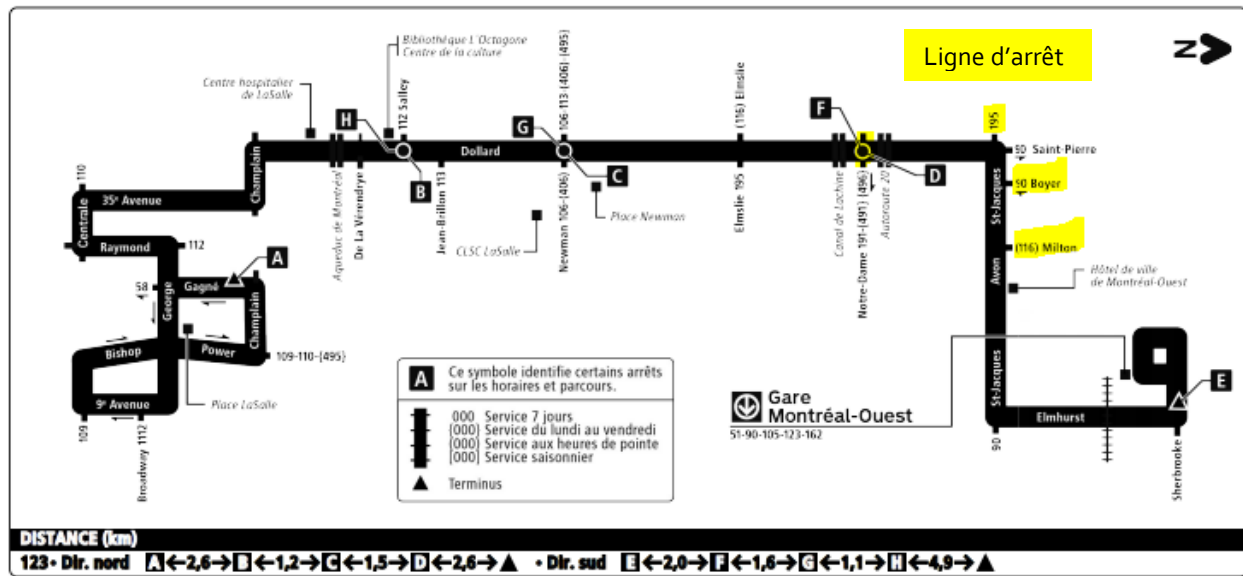 Ligne d'arrêt
N
Bibliothèque L'Octogone
Centre de la culture
Centre hospitalier
de LaSalle
H
112 Salley
G
106-113-(406)-(495)
(116) Elmslie
F
195
90 Saint-Pierre
90 Boyer
(116) Milton
Dollard
B
C
D
110
Champlain
35e Avenue
Centrale
Raymond
112
A
58
Gagné
George
Champlain
Bishop
Power
109-110-(495)
9e Avenue
Place LaSalle
109
Broadway 1112
Aqueduc de Montréal
De La Vérendrye
Jean-Brillon 113
CLSC LaSalle
Newman 106-(406)
Place Newman
Elmslie 195
Canal de Lachine
Notre-Dame 191-(491) (496)
Autoroute 20
St-Jacques
Avon
Hôtel de ville
de Montréal-Ouest
St-Jacques
90
Elmhurst
E
Sherbrooke
Gare
Montréal-Ouest
51-90-105-123-162
A Ce symbole identifie certains arrêts
sur les horaires et parcours.
000 Service 7 jours
(000) Service du lundi au vendredi
(000) Service aux heures de pointe
[000] Service saisonnier
▲ Terminus
DISTANCE (km)
123• Dir. nord A←2,6→B←1,2→C←1,5→D←2,6→▲ • Dir. sud E←2,0→F←1,6→G←1,1→H←4,9→▲